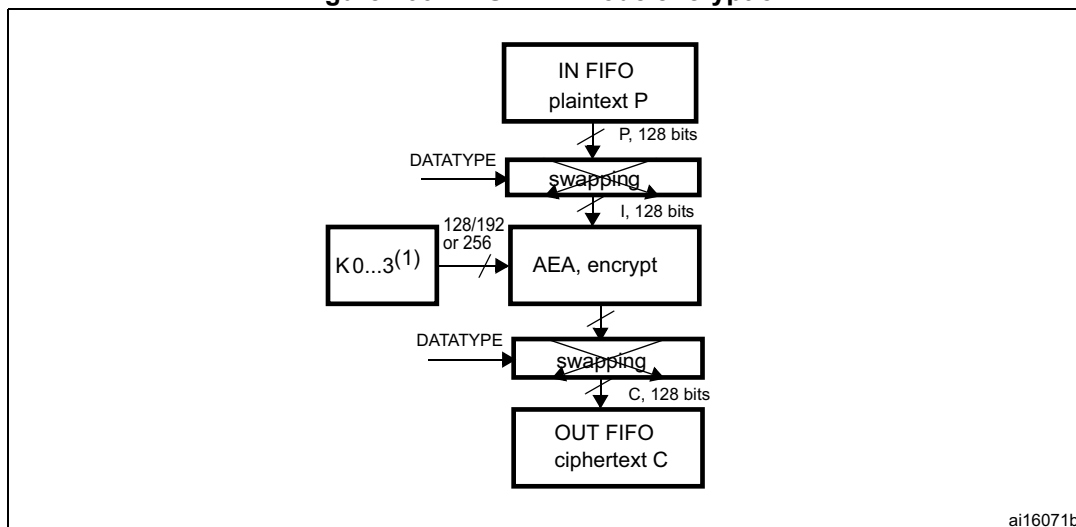 IN FIFO
plaintext P
P, 128 bits
DATATYPE
swapping
I, 128 bits
128/192
or 256
K 0...3(1)
AEA, encrypt
DATATYPE
swapping
C, 128 bits
OUT FIFO
ciphertext C
ai16071b